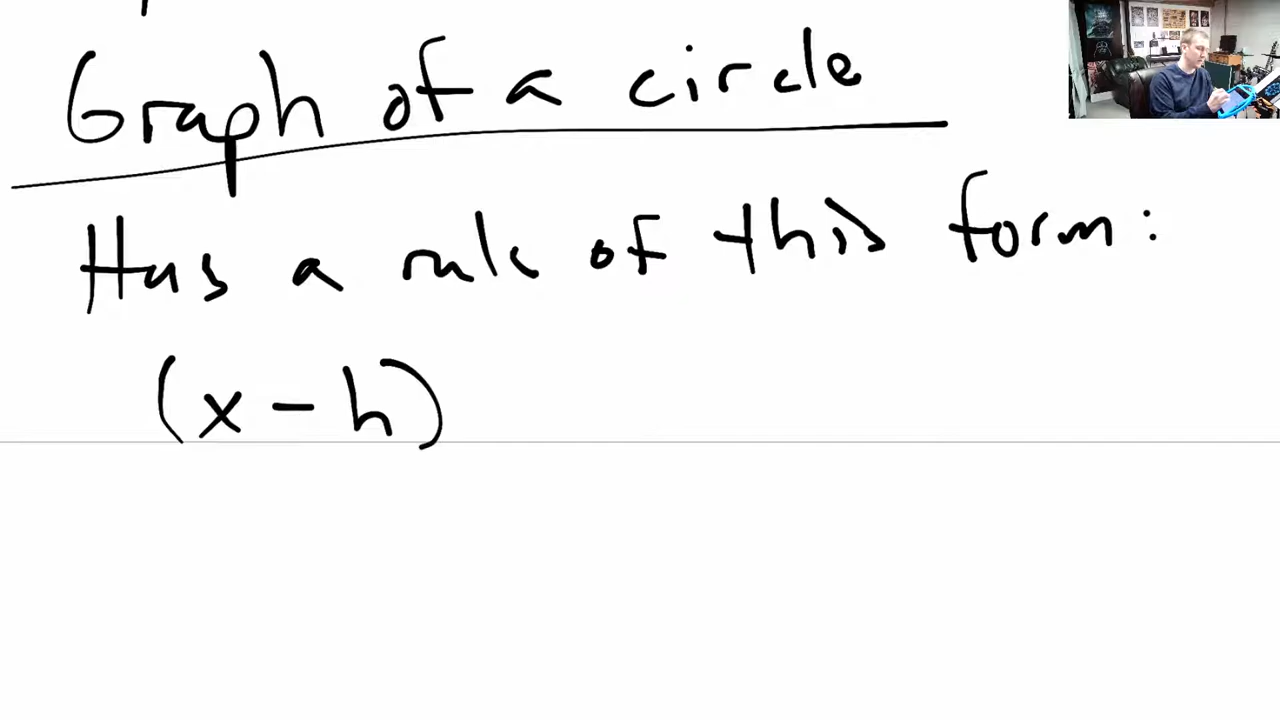 Graph of a circle
Has a rule of this form:
(x - h)